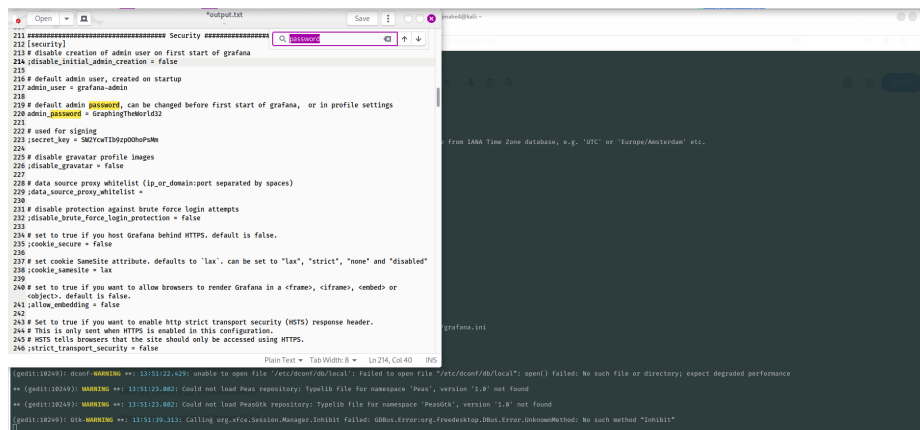 Open
*output.txt
Save
jmahe4@kali: ~
password
211 ################################### Security ##################
212 [security]
213 # disable creation of admin user on first start of grafana
214 ;disable_initial_admin_creation = false
215
216 # default admin user, created on startup
217 admin_user = grafana-admin
218
219 # default admin password, can be changed before first start of grafana,  or in profile settings
220 admin_password = GraphingTheWorld32
221
222 # used for signing
223 ;secret_key = SW2YcwTIb9zpOOhoPsMm
224
225 # disable gravatar profile images
226 ;disable_gravatar = false
227
228 # data source proxy whitelist (ip_or_domain:port separated by spaces)
229 ;data_source_proxy_whitelist =
230
231 # disable protection against brute force login attempts
232 ;disable_brute_force_login_protection = false
233
234 # set to true if you host Grafana behind HTTPS. default is false.
235 ;cookie_secure = false
236
237 # set cookie SameSite attribute. defaults to `lax`. can be set to "lax", "strict", "none" and "disabled"
238 ;cookie_samesite = lax
239
240 # set to true if you want to allow browsers to render Grafana in a <frame>, <iframe>, <embed> or
<object>. default is false.
241 ;allow_embedding = false
242
243 # Set to true if you want to enable http strict transport security (HSTS) response header.
244 # This is only sent when HTTPS is enabled in this configuration.
245 # HSTS tells browsers that the site should only be accessed using HTTPS.
246 ;strict_transport_security = false
Plain Text Tab Width: 8 Ln 214, Col 40 INS
from IANA Time Zone database, e.g. 'UTC' or 'Europe/Amsterdam' etc.
/grafana.ini
(gedit:10249): dconf-WARNING **: 13:51:22.429: unable to open file '/etc/dconf/db/local': Failed to open file "/etc/dconf/db/local": open() failed: No such file or directory; expect degraded performance
** (gedit:10249): WARNING **: 13:51:23.082: Could not load Peas repository: Typelib file for namespace 'Peas', version '1.0' not found
** (gedit:10249): WARNING **: 13:51:23.082: Could not load PeasGtk repository: Typelib file for namespace 'PeasGtk', version '1.0' not found
(gedit:10249): Gtk-WARNING **: 13:51:39.313: Calling org.xfce.Session.Manager.Inhibit failed: GDBus.Error:org.freedesktop.DBus.Error.UnknownMethod: No such method "Inhibit"